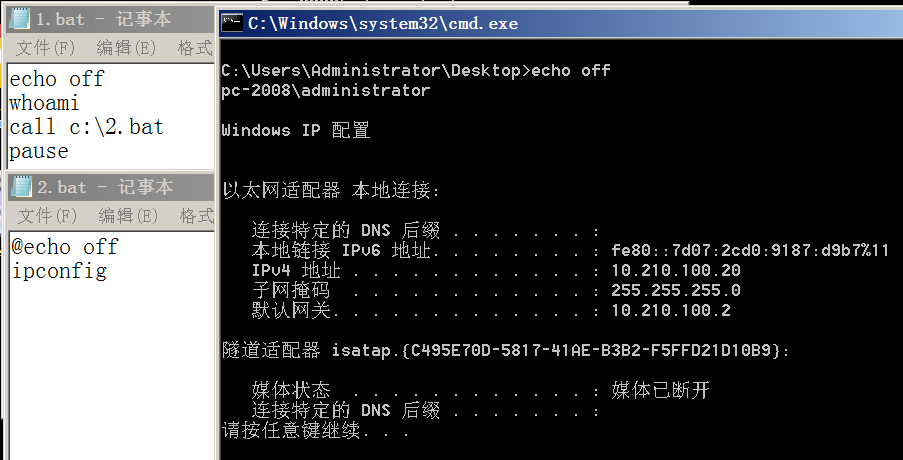 1.bat - 记事本
文件(F) 编辑(E) 格式
echo off
whoami
call c:\2.bat
pause
2.bat - 记事本
文件(F) 编辑(E) 格式
@echo off
ipconfig
C:\Windows\system32\cmd.exe
C:\Users\Administrator\Desktop>echo off
pc-2008\administrator
Windows IP 配置
以太网适配器 本地连接:
连接特定的 DNS 后缀 . . . . . . . :
本地链接 IPv6 地址. . . . . . . . : fe80::7d07:2cd0:9187:d9b7%11
IPv4 地址 . . . . . . . . . . . . : 10.210.100.20
子网掩码 . . . . . . . . . . . . : 255.255.255.0
默认网关. . . . . . . . . . . . . : 10.210.100.2
隧道适配器 isatap.{C495E70D-5817-41AE-B3B2-F5FFD21D10B9}:
媒体状态 . . . . . . . . . . . . : 媒体已断开
连接特定的 DNS 后缀 . . . . . . . :
请按任意键继续. . .